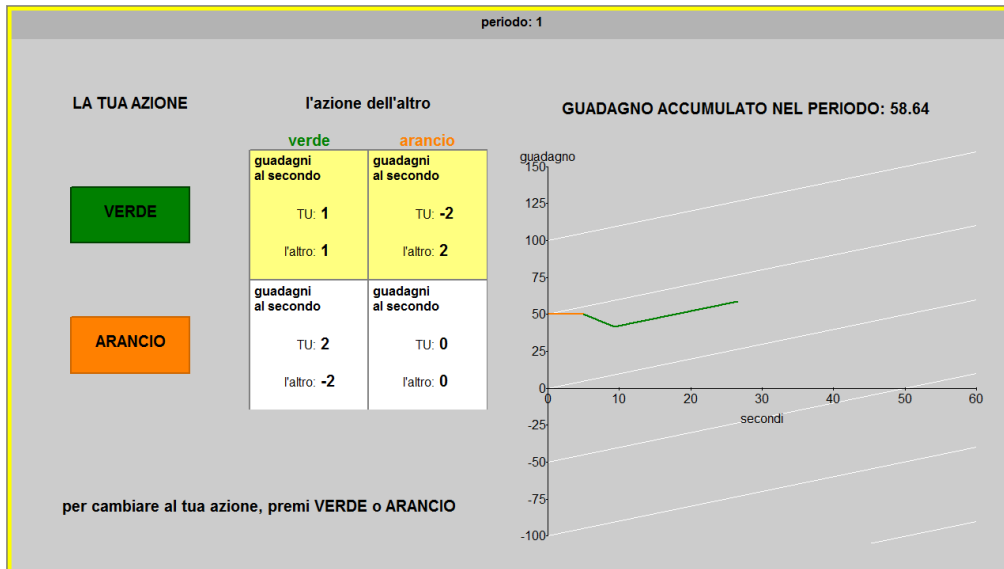 periodo: 1
LA TUA AZIONE
l'azione dell'altro
verde arancio
guadagni
al secondo
TU: 1
l'altro: 1
guadagni
al secondo
TU: -2
l'altro: 2
VERDE
guadagni
al secondo
TU: 2
l'altro: -2
guadagni
al secondo
TU: 0
l'altro: 0
ARANCIO
per cambiare al tua azione, premi VERDE o ARANCIO
GUADAGNO ACCUMULATO NEL PERIODO: 58.64
guadagno
150
125
100
75
50
25
0
-25
-50
-75
-100
0 10 20 30 40 50 60
secondi